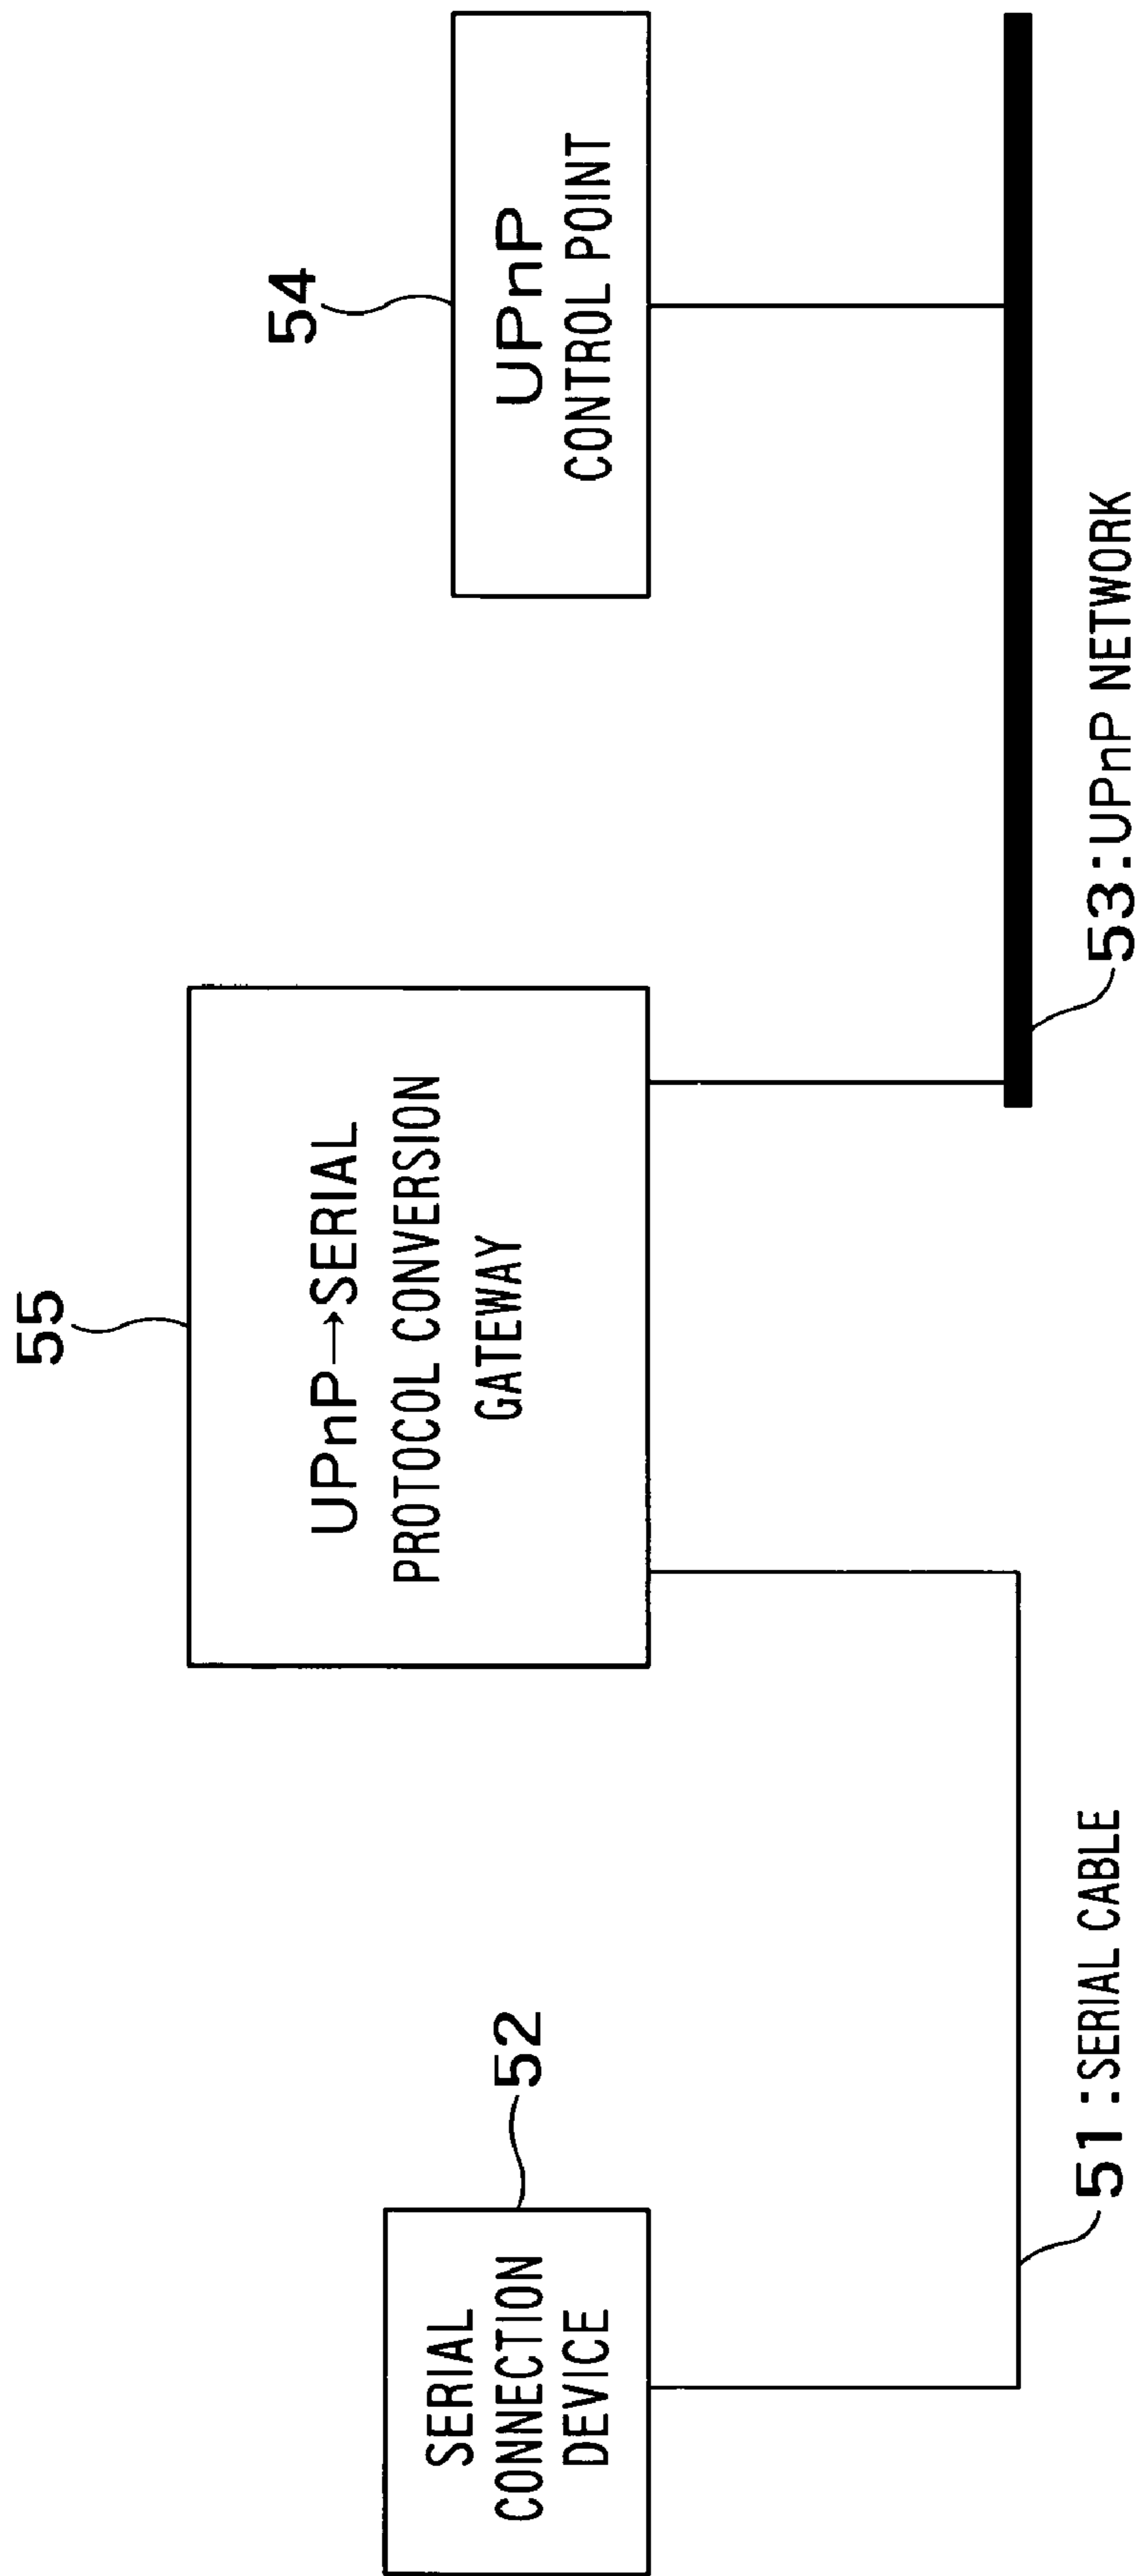 55
54
UPnP→SERIAL
PROTOCOL CONVERSION
GATEWAY
UPnP
CONTROL POINT
52
SERIAL
CONNECTION
DEVICE
51:SERIAL CABLE
53:UPnP NETWORK